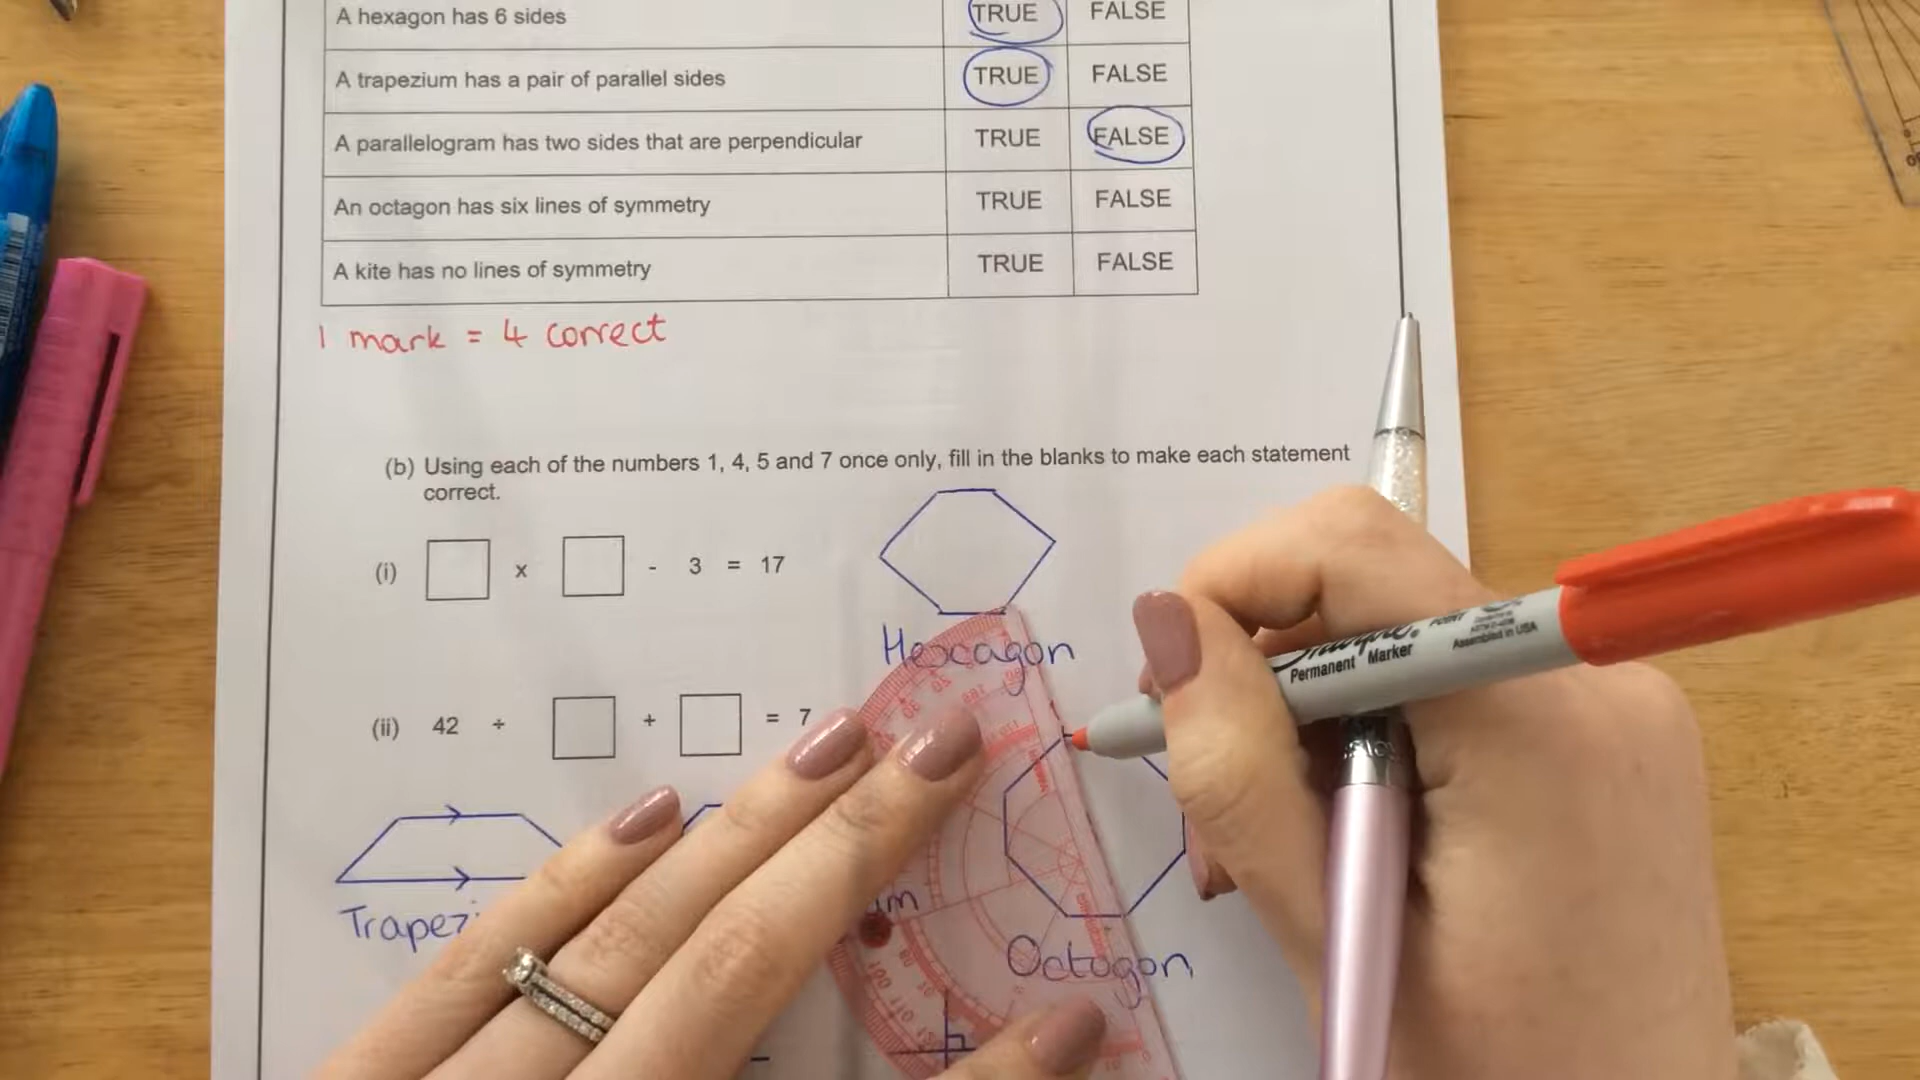 A hexagon has 6 sides TRUE FALSE
A trapezium has a pair of parallel sides TRUE FALSE
A parallelogram has two sides that are perpendicular TRUE FALSE
An octagon has six lines of symmetry TRUE FALSE
A kite has no lines of symmetry TRUE FALSE
1 mark = 4 correct
(b) Using each of the numbers 1, 4, 5 and 7 once only, fill in the blanks to make each statement
correct.
(i) x - 3 = 17
Hexagon
Permanent Marker
Assembled in USA
(ii) 42 ÷ + = 7
Octagon